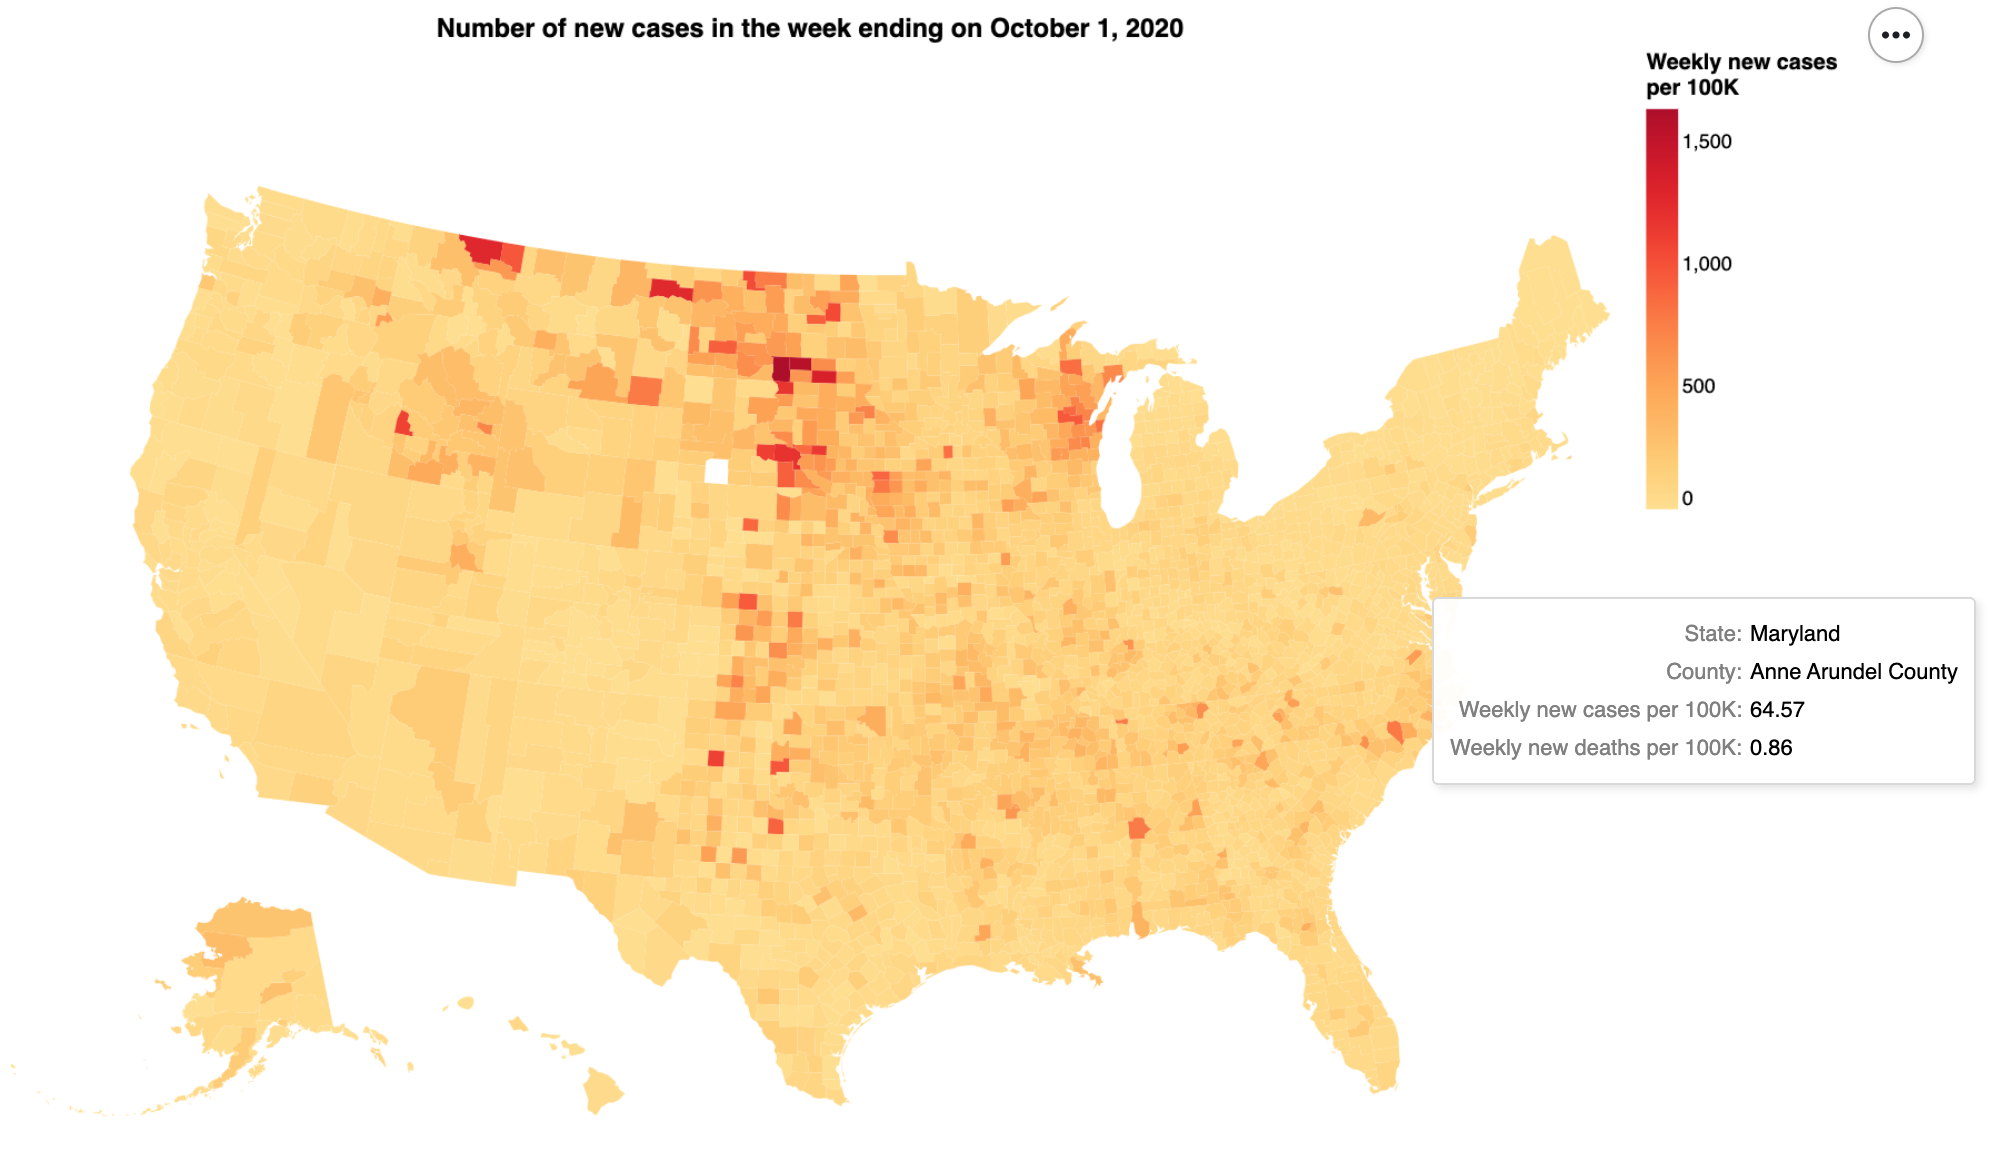 Number of new cases in the week ending on October 1, 2020
Weekly new cases
per 100K
1,500
1,000
500
0
State: Maryland
County: Anne Arundel County
Weekly new cases per 100K: 64.57
Weekly new deaths per 100K: 0.86